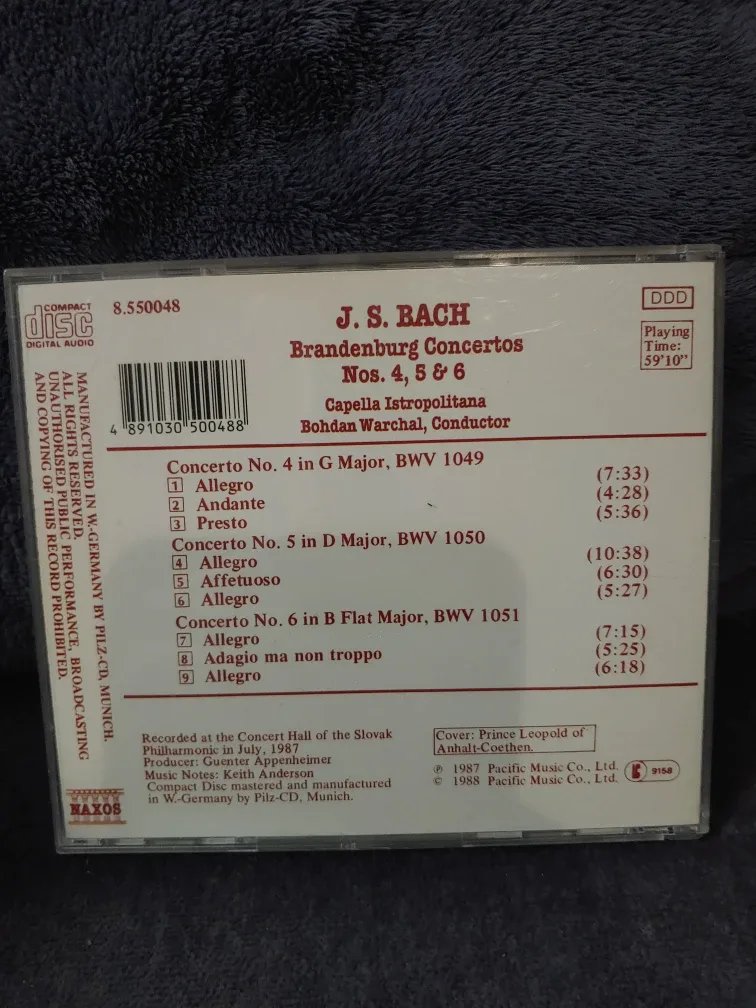 COMPACT
disc
DIGITAL AUDIO
8.550048
4 891030 500488
J. S. BACH
Brandenburg Concertos
Nos. 4, 5 & 6
Capella Istropolitana
Bohdan Warchal, Conductor
DDD
Playing
Time:
59'10"
Concerto No. 4 in G Major, BWV 1049
1 Allegro (7:33)
2 Andante (4:28)
3 Presto (5:36)
Concerto No. 5 in D Major, BWV 1050
4 Allegro (10:38)
5 Affetuoso (6:30)
6 Allegro (5:27)
Concerto No. 6 in B Flat Major, BWV 1051
7 Allegro (7:15)
8 Adagio ma non troppo (5:25)
9 Allegro (6:18)
MANUFACTURED IN W.-GERMANY BY PILZ-CD, MUNICH.
ALL RIGHTS RESERVED.
UNAUTHORISED PUBLIC PERFORMANCE, BROADCASTING
AND COPYING OF THIS RECORD PROHIBITED.
Recorded at the Concert Hall of the Slovak
Philharmonic in July, 1987
Producer: Guenter Appenheimer
Music Notes: Keith Anderson
Compact Disc mastered and manufactured
in W.-Germany by Pilz-CD, Munich.
Cover: Prince Leopold of
Anhalt-Coethen.
℗ 1987 Pacific Music Co., Ltd.
© 1988 Pacific Music Co., Ltd.
9158
NAXOS